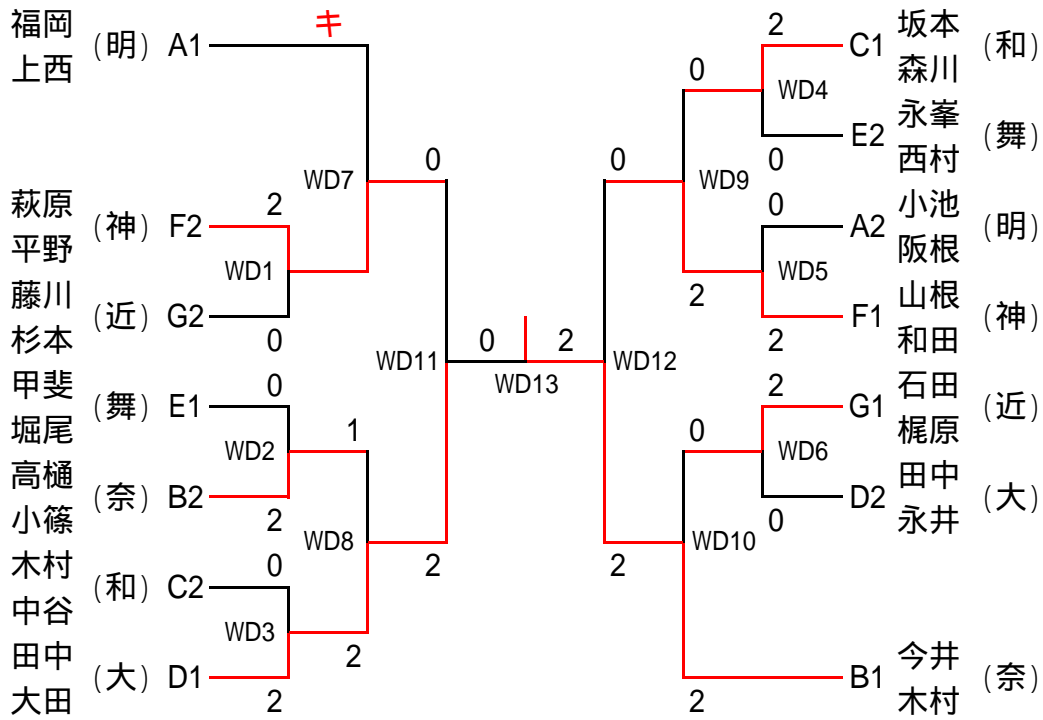 福岡
上西
(明) A1
キ
WD7
0
萩原
平野
(神) F2
2
WD1
藤川
杉本
(近) G2
0
WD11
0
2
WD13
甲斐
堀尾
(舞) E1
0
WD2
1
高樋
小篠
(奈) B2
2
WD8
2
木村
中谷
(和) C2
0
WD3
2
田中
大田
(大) D1
2
2
C1
坂本
森川
(和)
0
WD4
E2
永峯
西村
(舞)
0
0
WD9
0
A2
小池
阪根
(明)
WD5
2
F1
山根
和田
(神)
2
WD12
2
G1
石田
梶原
(近)
0
WD6
D2
田中
永井
(大)
0
WD10
2
2
B1
今井
木村
(奈)